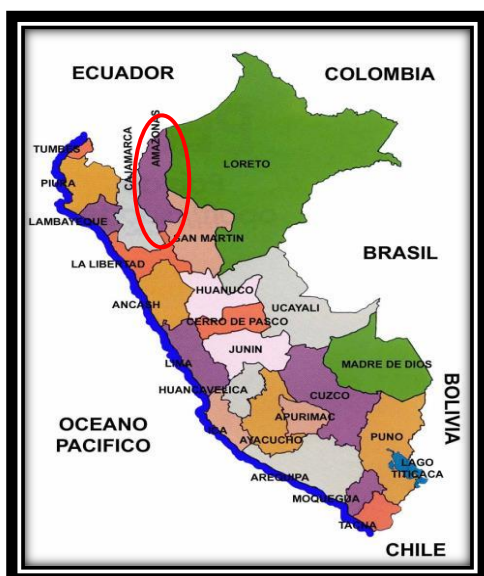 ECUADOR
COLOMBIA
AMAZONAS
CAJAMARCA
TUMBES
PIURA
LORETO
LAMBAYEQUE
SAN MARTIN
BRASIL
LA LIBERTAD
HUANUCO
ANCASH
UCAYALI
CERRO DE PASCO
JUNIN
LIMA
MADRE DE DIOS
HUANCAVELICA
CUZCO
BOLIVIA
OCEANO
PACIFICO
ICA
APURIMAC
AYACUCHO
PUNO
LAGO
TITICACA
AREQUIPA
MOQUEGUA
TACNA
CHILE